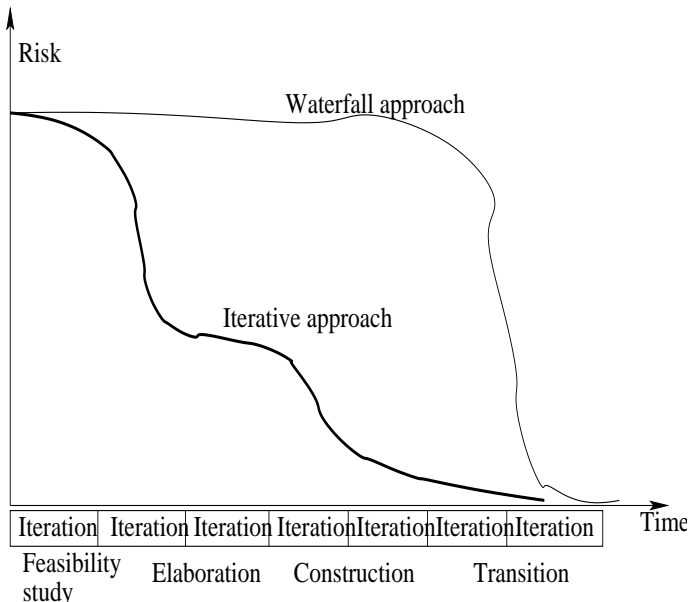 Risk
Waterfall approach
Iterative approach
Time
Iteration Iteration Iteration Iteration Iteration Iteration Iteration
Feasibility
study
Elaboration Construction Transition